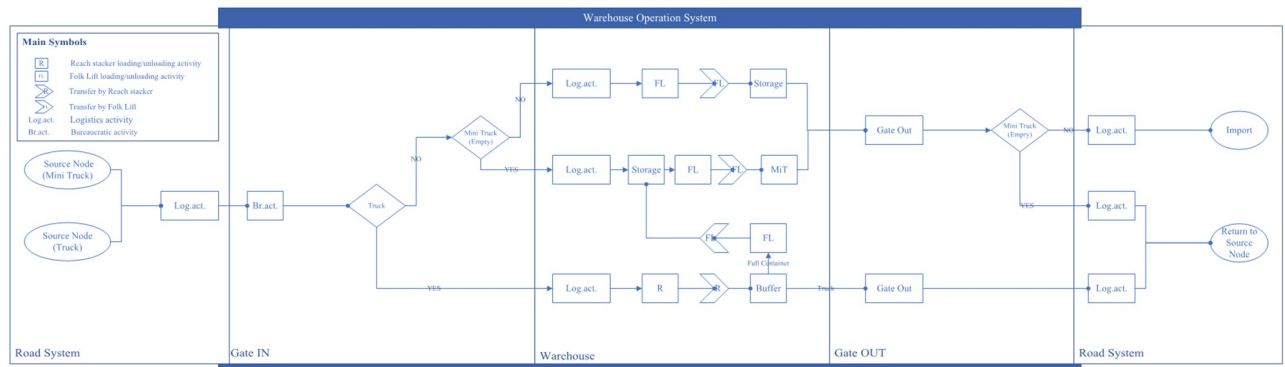 Warehouse Operation System
Main Symbols
R Reach stacker loading/unloading activity
FL Folk Lift loading/unloading activity
R Transfer by Reach stacker
FL Transfer by Folk Lift
Log.act. Logistics activity
Br.act. Bureaucratic activity
Source Node
(Mini Truck)
Source Node
(Truck)
Log.act.
Br.act.
Truck
NO
YES
Mini Truck
(Empty)
NO
YES
Log.act.
FL
FL
Storage
Log.act.
Storage
FL
FL
MiT
FL
FL
Full Container
Log.act.
R
R
Buffer
Truck
Gate Out
Gate Out
Mini Truck
(Empry)
NO
YES
Log.act.
Import
Log.act.
Log.act.
Return to
Source
Node
Road System
Gate IN
Warehouse
Gate OUT
Road System